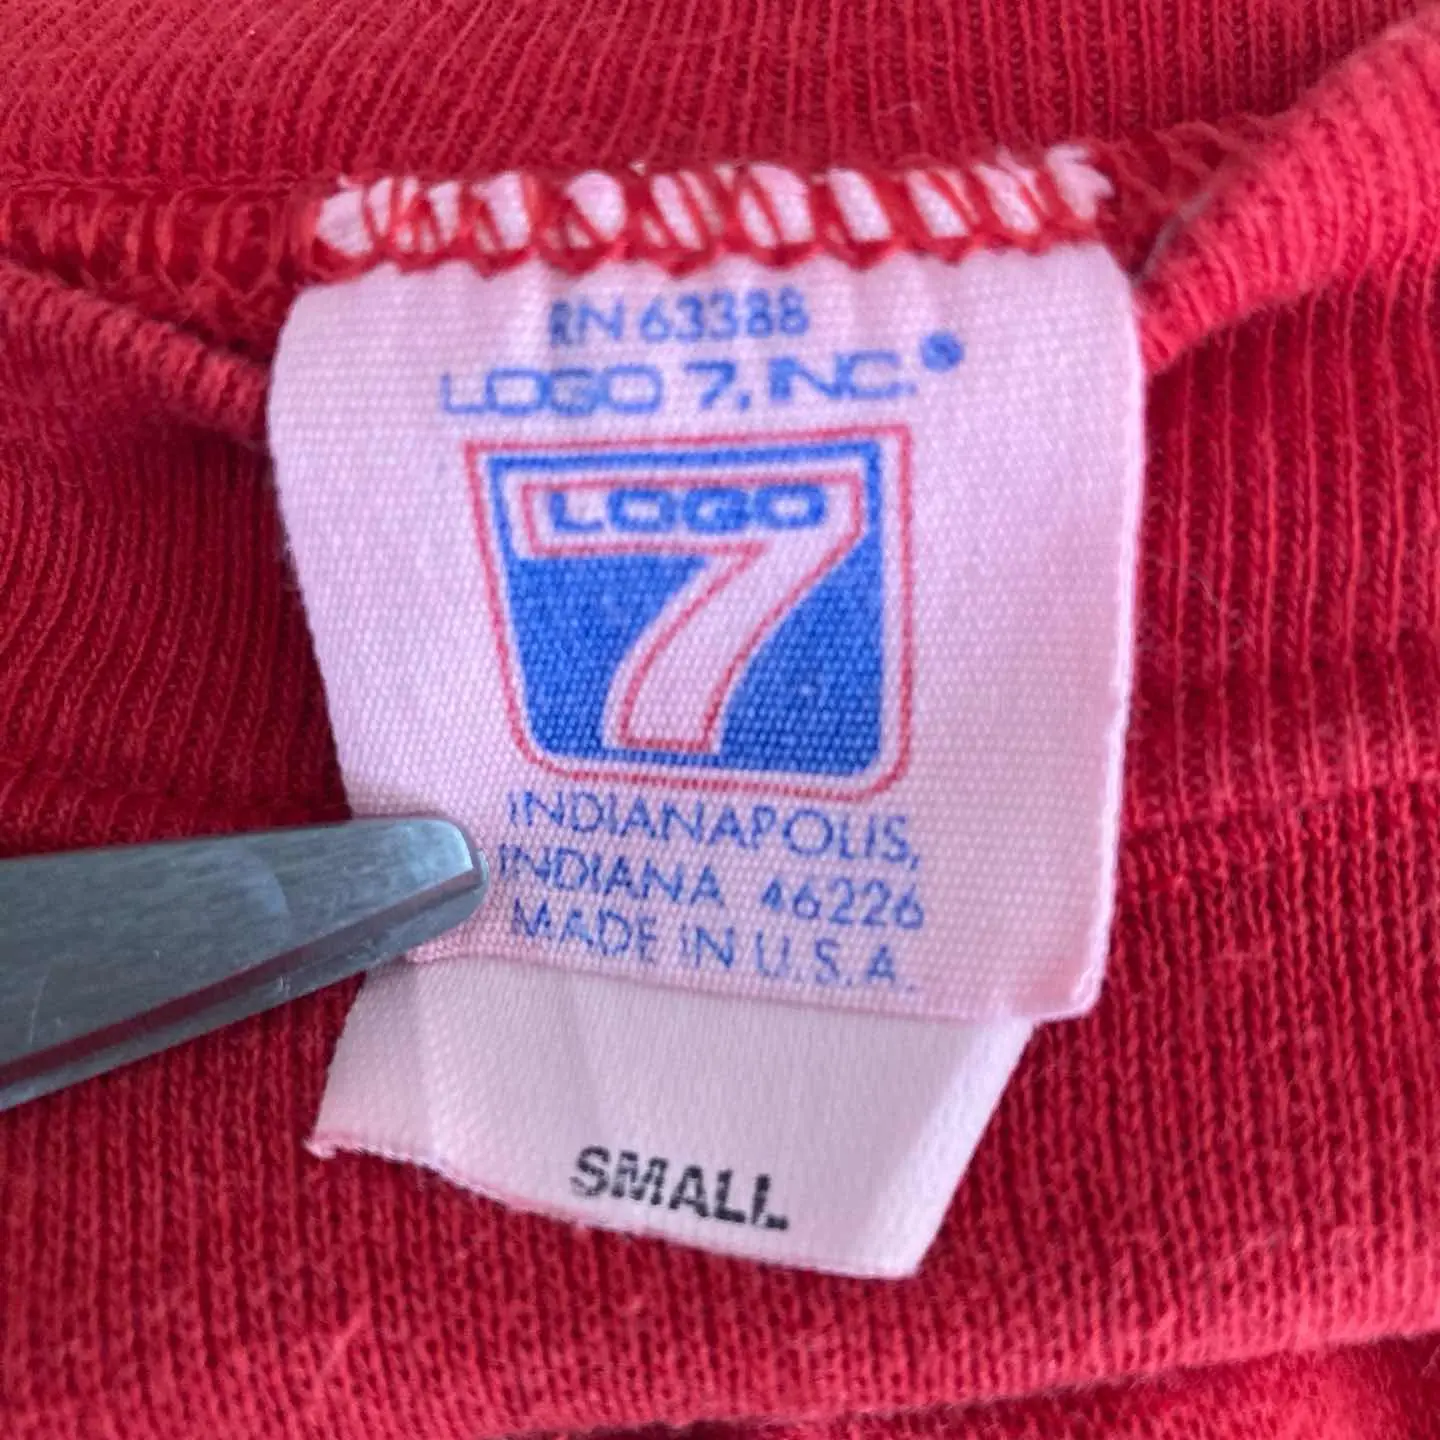 RN 63388
LOGO 7, INC.®
LOGO
7
INDIANAPOLIS,
INDIANA 46226
MADE IN U.S.A.
SMALL